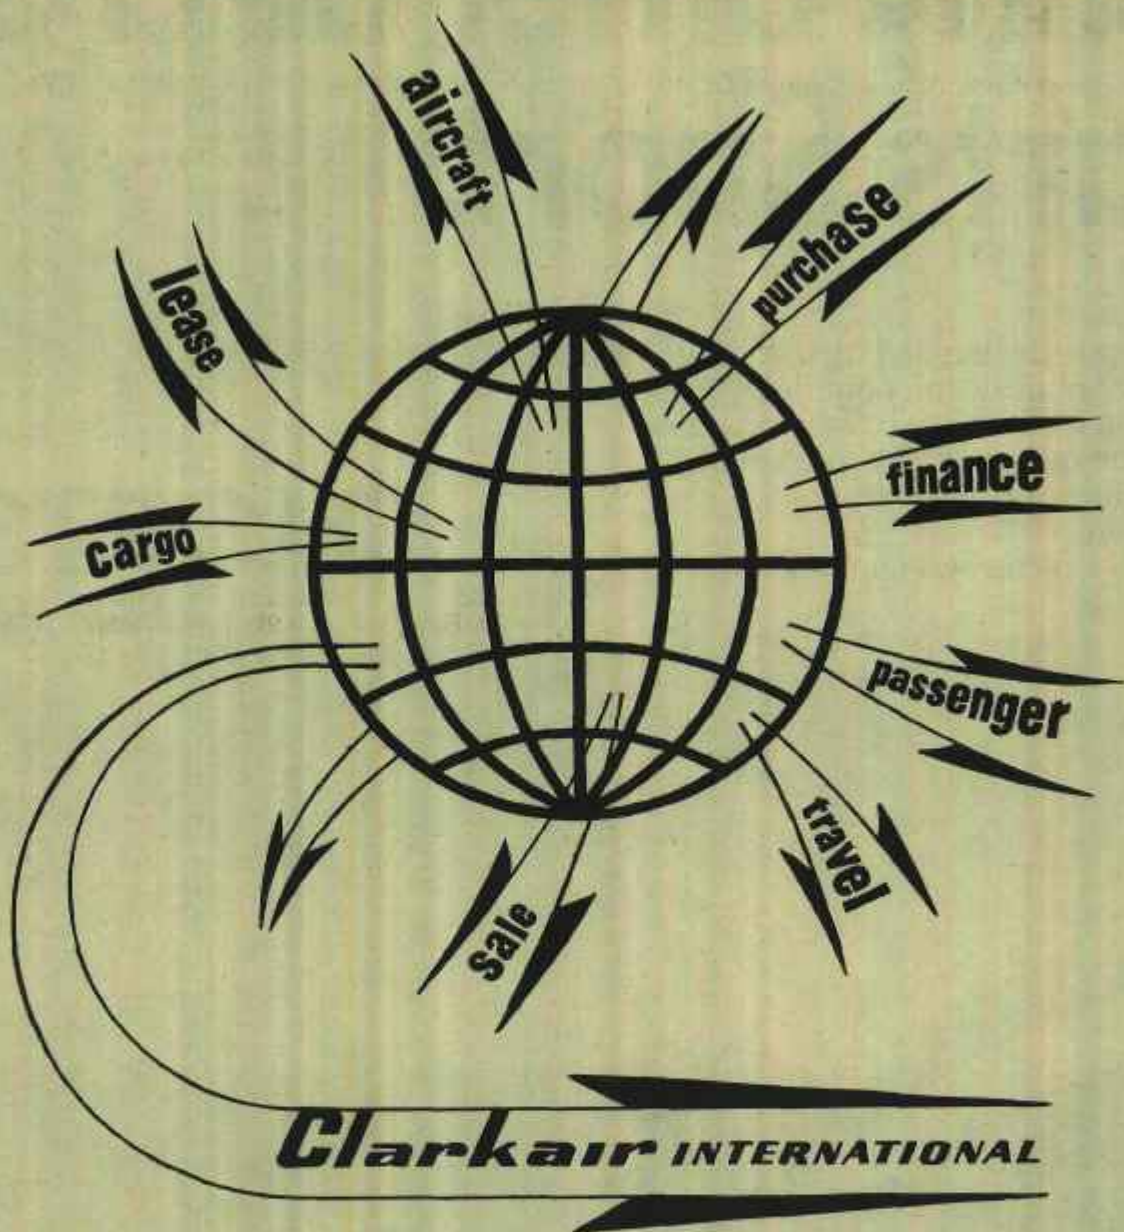 aircraft
purchase
lease
finance
cargo
passenger
travel
sale
Clarkair INTERNATIONAL